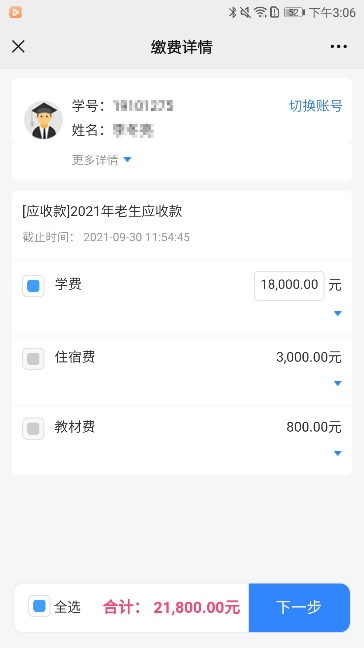 52 下午3:06
缴费详情
学号：
切换账号
姓名：
更多详情
[应收款]2021年老生应收款
截止时间： 2021-09-30 11:54:45
学费 18,000.00 元
住宿费 3,000.00元
教材费 800.00元
全选 合计： 21,800.00元 下一步